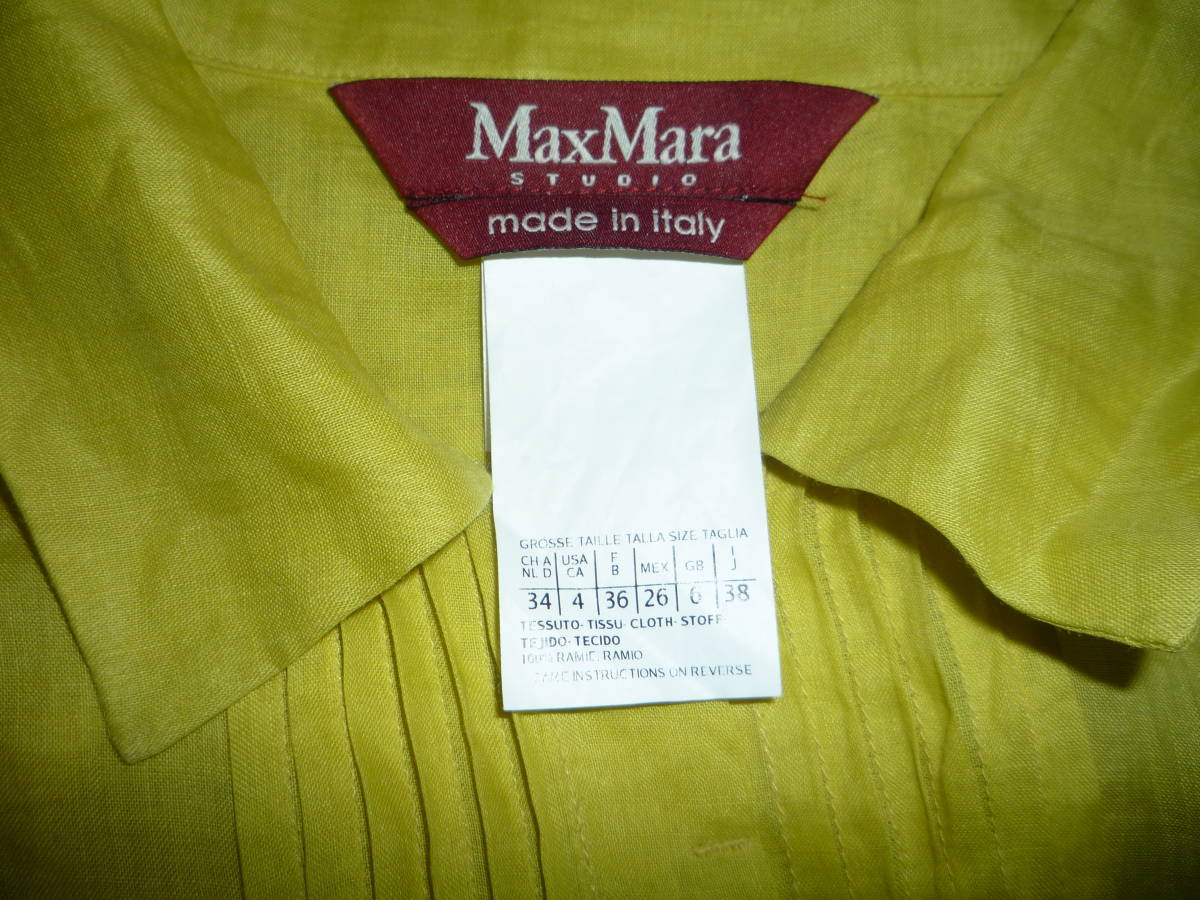 MaxMara
STUDIO
made in italy
GROSSE TAILLE TALLA SIZE TAGLIA
CH A USA F MEX GB I
NL D CA B J
34 4 36 26 6 38
TESSUTO- TISSU- CLOTH- STOFF-
TEJIDO- TECIDO
100% RAMIE, RAMIO
CARE INSTRUCTIONS ON REVERSE